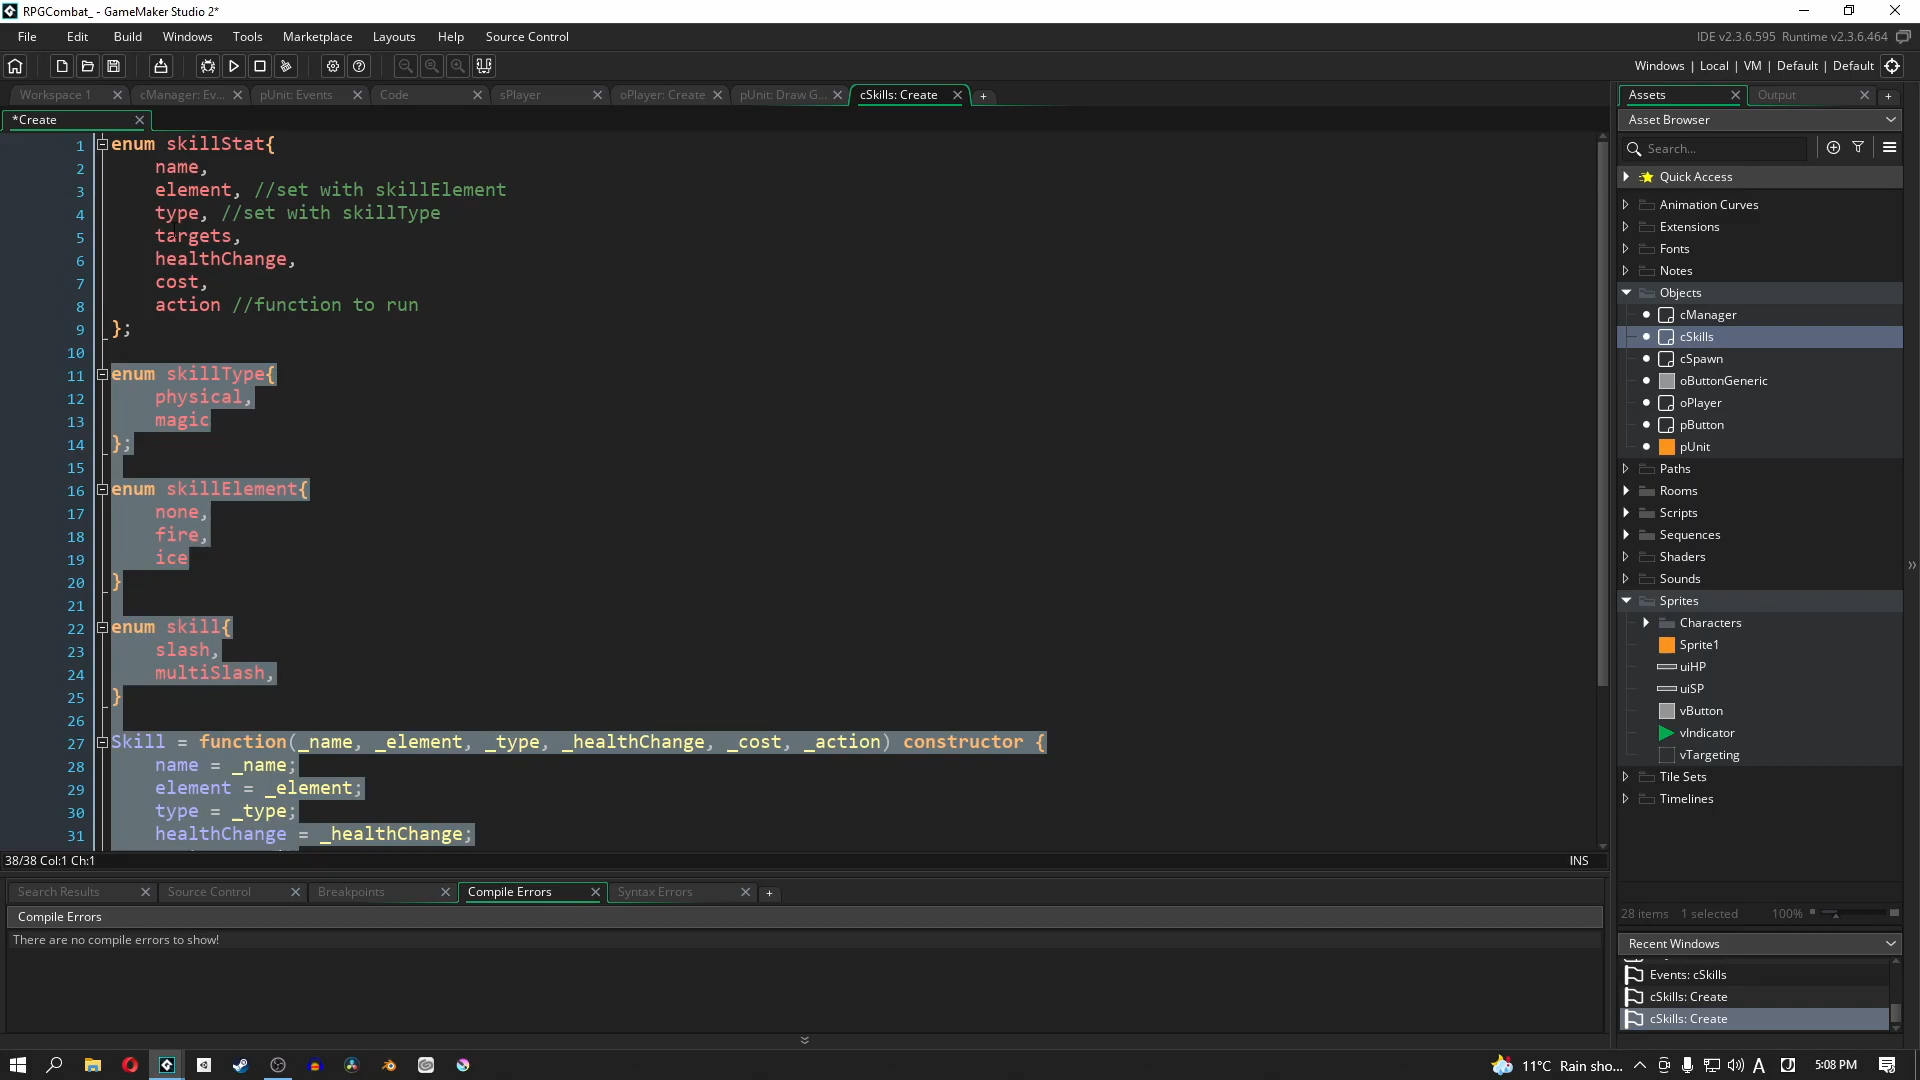 RPGCombat_ - GameMaker Studio 2*
File Edit Build Windows Tools Marketplace Layouts Help Source Control
IDE v2.3.6.595 Runtime v2.3.6.464
Windows | Local | VM | Default | Default
Workspace 1 cManager: Ev... pUnit: Events Code sPlayer oPlayer: Create pUnit: Draw G... cSkills: Create
*Create
1 enum skillStat{
2 name,
3 element, //set with skillElement
4 type, //set with skillType
5 targets,
6 healthChange,
7 cost,
8 action //function to run
9 };
10
11 enum skillType{
12 physical,
13 magic
14 };
15
16 enum skillElement{
17 none,
18 fire,
19 ice
20 }
21
22 enum skill{
23 slash,
24 multiSlash,
25 }
26
27 Skill = function(_name, _element, _type, _healthChange, _cost, _action) constructor {
28 name = _name;
29 element = _element;
30 type = _type;
31 healthChange = _healthChange;
38/38 Col:1 Ch:1
INS
Search Results Source Control Breakpoints Compile Errors Syntax Errors
Compile Errors
There are no compile errors to show!
Assets Output
Asset Browser
Search...
Quick Access
Animation Curves
Extensions
Fonts
Notes
Objects
cManager
cSkills
cSpawn
oButtonGeneric
oPlayer
pButton
pUnit
Paths
Rooms
Scripts
Sequences
Shaders
Sounds
Sprites
Characters
Sprite1
uiHP
uiSP
vButton
vIndicator
vTargeting
Tile Sets
Timelines
28 items 1 selected 100%
Recent Windows
Events: cSkills
cSkills: Create
cSkills: Create
11°C Rain sho... A 5:08 PM